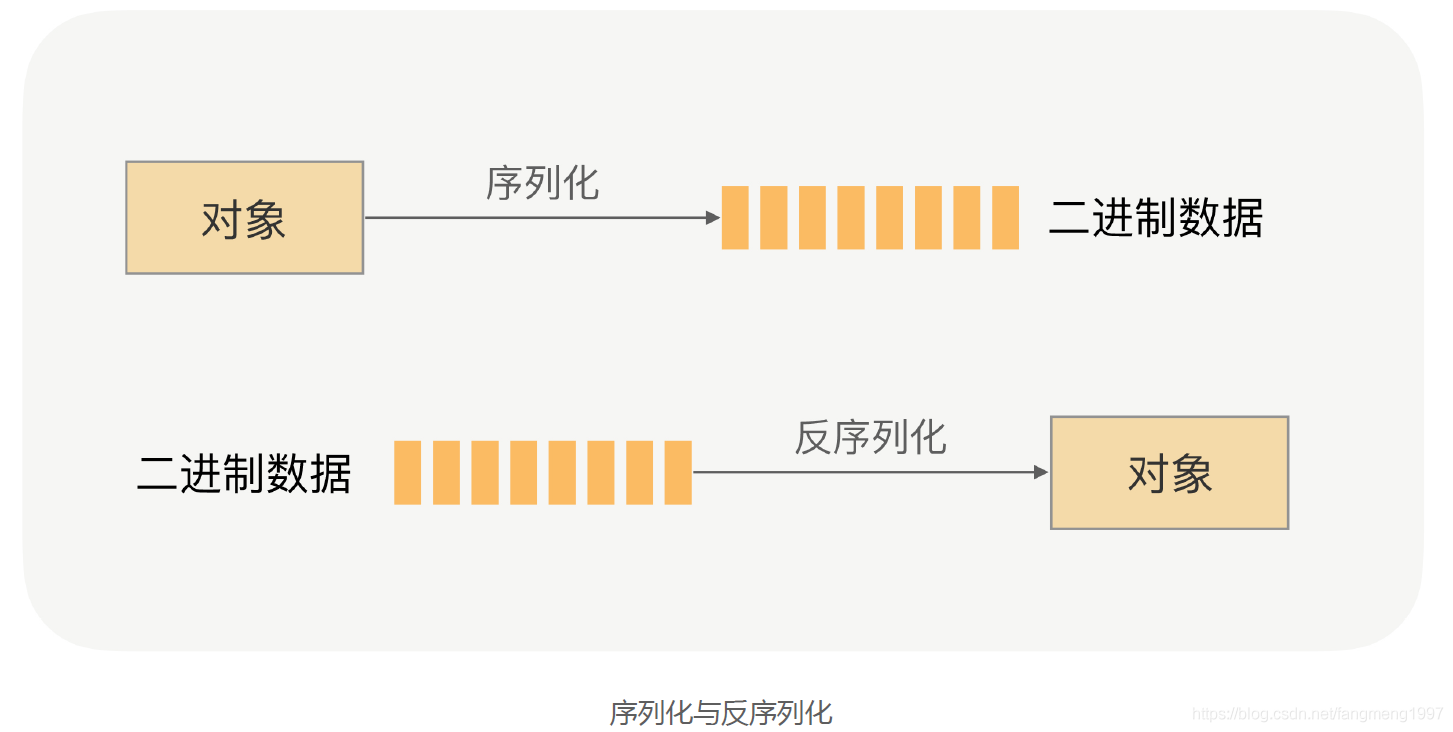 序列化
对象
二进制数据
反序列化
二进制数据
对象
序列化与反序列化
https://blog.csdn.net/fangmeng1997